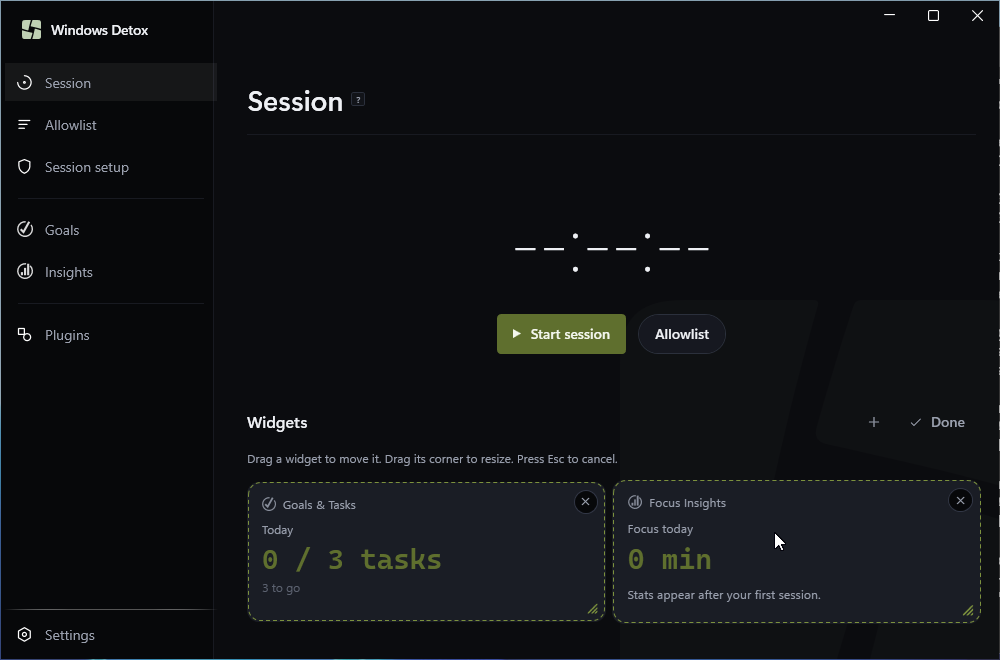 Windows Detox
Session
Allowlist
Session setup
Goals
Insights
Plugins
Settings
Session ?
— — : — — : — —
Start session
Allowlist
Widgets
+ Done
Drag a widget to move it. Drag its corner to resize. Press Esc to cancel.
Goals & Tasks
Today
0 / 3 tasks
3 to go
Focus Insights
Focus today
0 min
Stats appear after your first session.